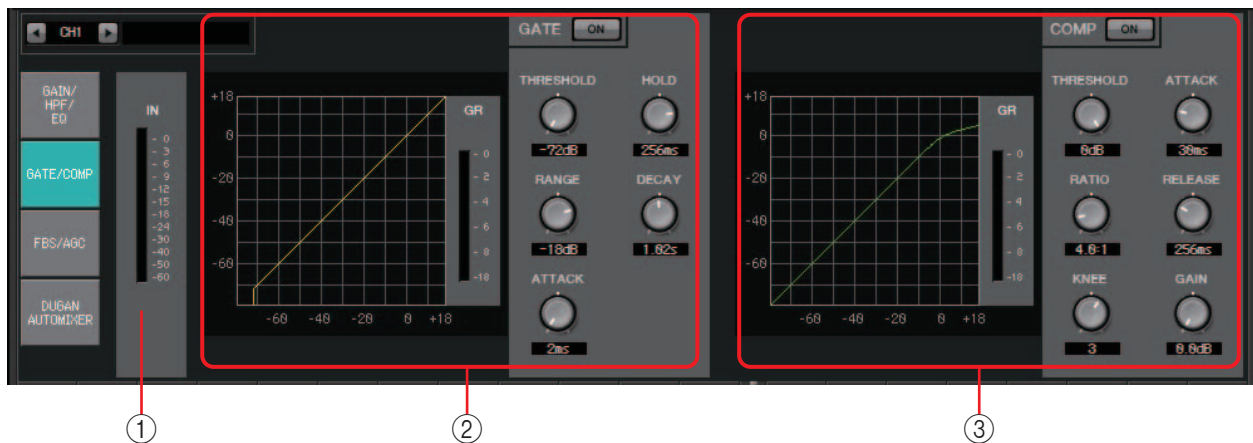 CH1
GAIN/
HPF/
EQ
GATE/COMP
FBS/AGC
DUGAN
AUTOMIXER
IN
- 0
- 3
- 6
- 9
-12
-15
-18
-24
-30
-40
-50
-60
+18
0
-20
-40
-60
-60 -40 -20 0 +18
GR
- 0
- 2
- 4
- 6
- 8
-18
GATE ON
THRESHOLD HOLD
-72dB 256ms
RANGE DECAY
-18dB 1.02s
ATTACK
2ms
+18
0
-20
-40
-60
-60 -40 -20 0 +18
GR
- 0
- 2
- 4
- 6
- 8
-18
COMP ON
THRESHOLD ATTACK
0dB 30ms
RATIO RELEASE
4.0:1 256ms
KNEE GAIN
3 0.0dB
1 2 3